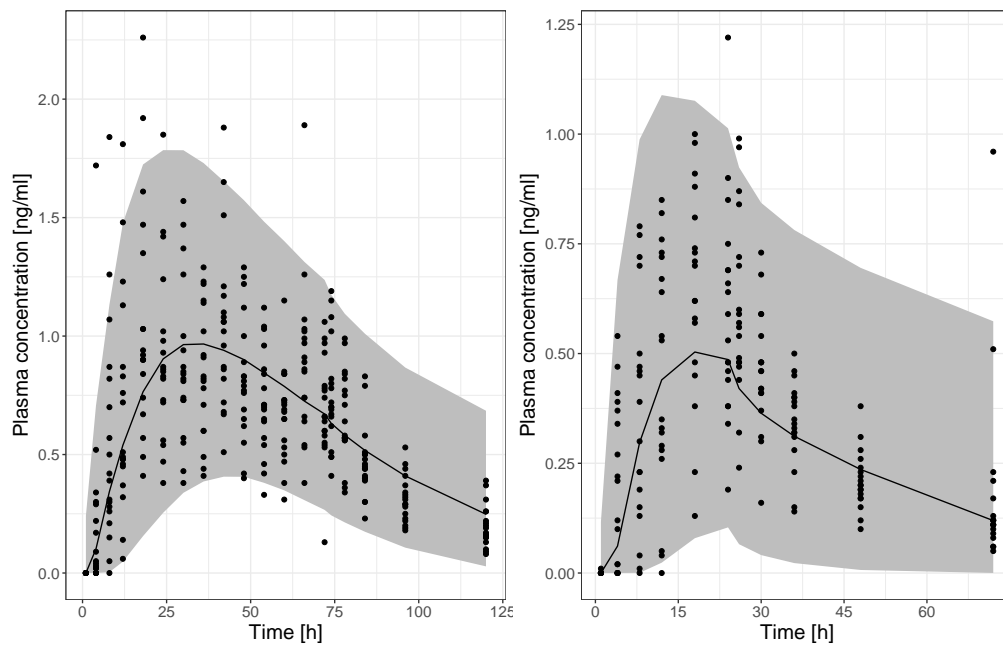 Plasma concentration [ng/ml]
2.0
1.5
1.0
0.5
0.0
0 25 50 75 100 125
Time [h]
Plasma concentration [ng/ml]
1.25
1.00
0.75
0.50
0.25
0.00
0 15 30 45 60
Time [h]